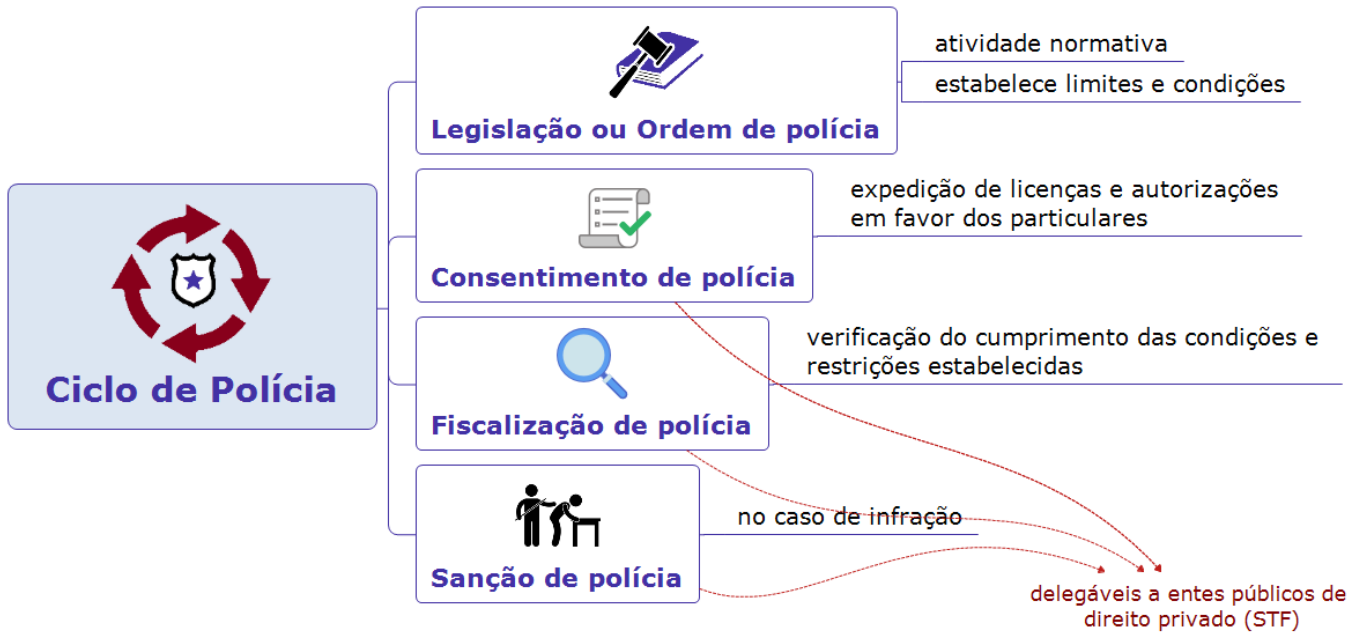 Ciclo de Polícia
Legislação ou Ordem de polícia
atividade normativa
estabelece limites e condições
Consentimento de polícia
expedição de licenças e autorizações
em favor dos particulares
Fiscalização de polícia
verificação do cumprimento das condições e
restrições estabelecidas
Sanção de polícia
no caso de infração
delegáveis a entes públicos de
direito privado (STF)